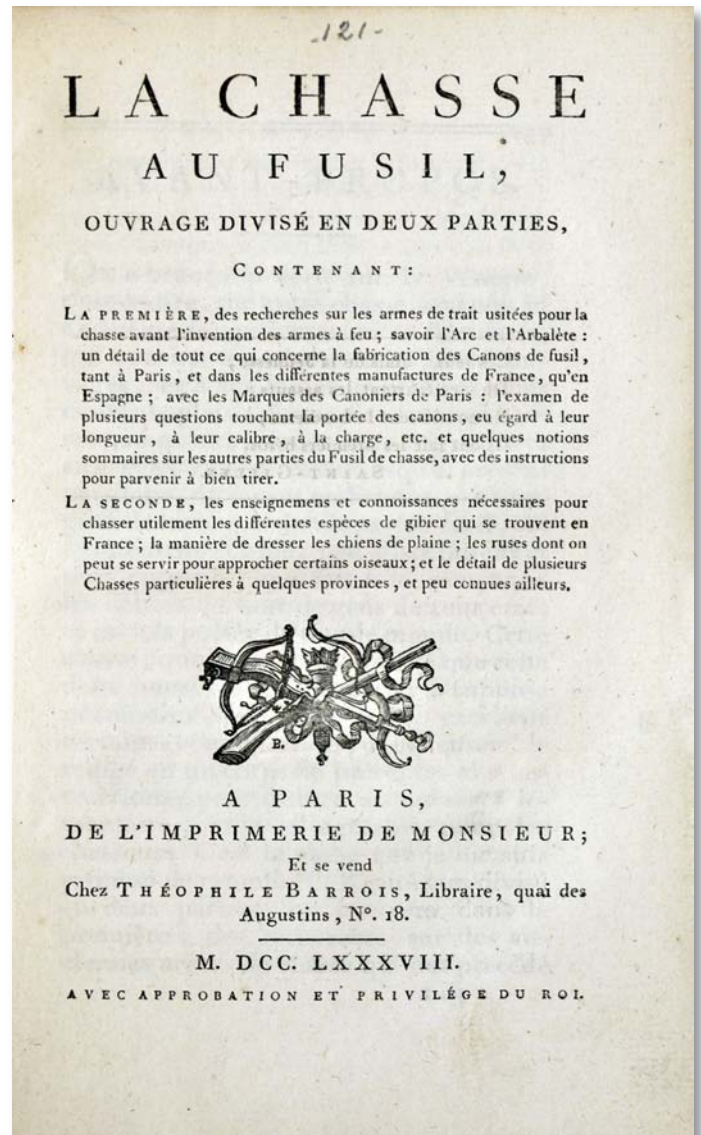 -121-
LA CHASSE
AU FUSIL,
OUVRAGE DIVISÉ EN DEUX PARTIES,
CONTENANT:
LA PREMIÈRE, des recherches sur les armes de trait usitées pour la
chasse avant l'invention des armes à feu ; savoir l'Arc et l'Arbalète :
un détail de tout ce qui concerne la fabrication des Canons de fusil,
tant à Paris, et dans les différentes manufactures de France, qu'en
Espagne ; avec les Marques des Canoniers de Paris : l'examen de
plusieurs questions touchant la portée des canons, eu égard à leur
longueur, à leur calibre, à la charge, etc. et quelques notions
sommaires sur les autres parties du Fusil de chasse, avec des instructions
pour parvenir à bien tirer.
LA SECONDE, les enseignemens et connoissances nécessaires pour
chasser utilement les différentes espèces de gibier qui se trouvent en
France ; la manière de dresser les chiens de plaine ; les ruses dont on
peut se servir pour approcher certains oiseaux ; et le détail de plusieurs
Chasses particulières à quelques provinces, et peu connues ailleurs.
E.
A PARIS,
DE L'IMPRIMERIE DE MONSIEUR;
Et se vend
Chez THÉOPHILE BARROIS, Libraire, quai des
Augustins, N°. 18.
M. DCC. LXXXVIII.
AVEC APPROBATION ET PRIVILÉGE DU ROI.